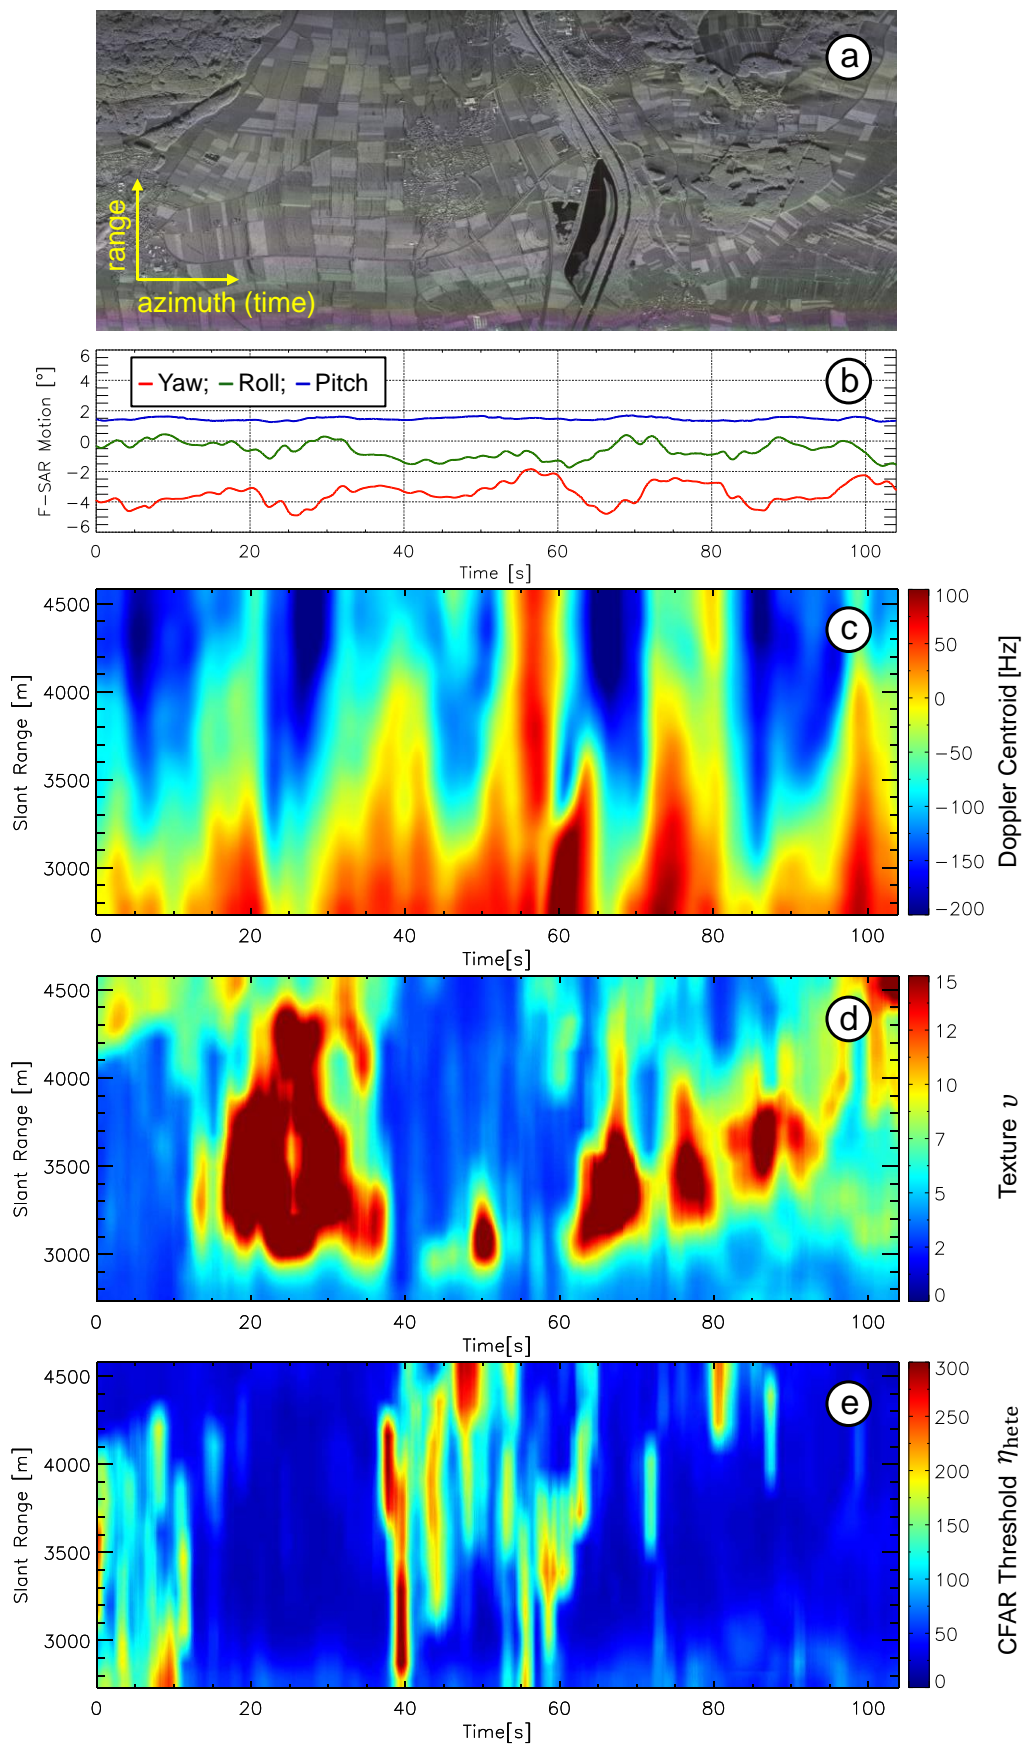 a
range
azimuth (time)
b
Yaw; Roll; Pitch
F-SAR Motion [°]
6
4
2
0
−2
−4
−6
0 20 40 60 80 100
Time [s]
c
Slant Range [m]
4500
4000
3500
3000
0 20 40 60 80 100
Time[s]
100
50
0
−50
−100
−150
−200
Doppler Centroid [Hz]
d
Slant Range [m]
4500
4000
3500
3000
0 20 40 60 80 100
Time[s]
15
12
10
7
5
2
0
Texture υ
e
Slant Range [m]
4500
4000
3500
3000
0 20 40 60 80 100
Time[s]
300
250
200
150
100
50
0
CFAR Threshold ηhete